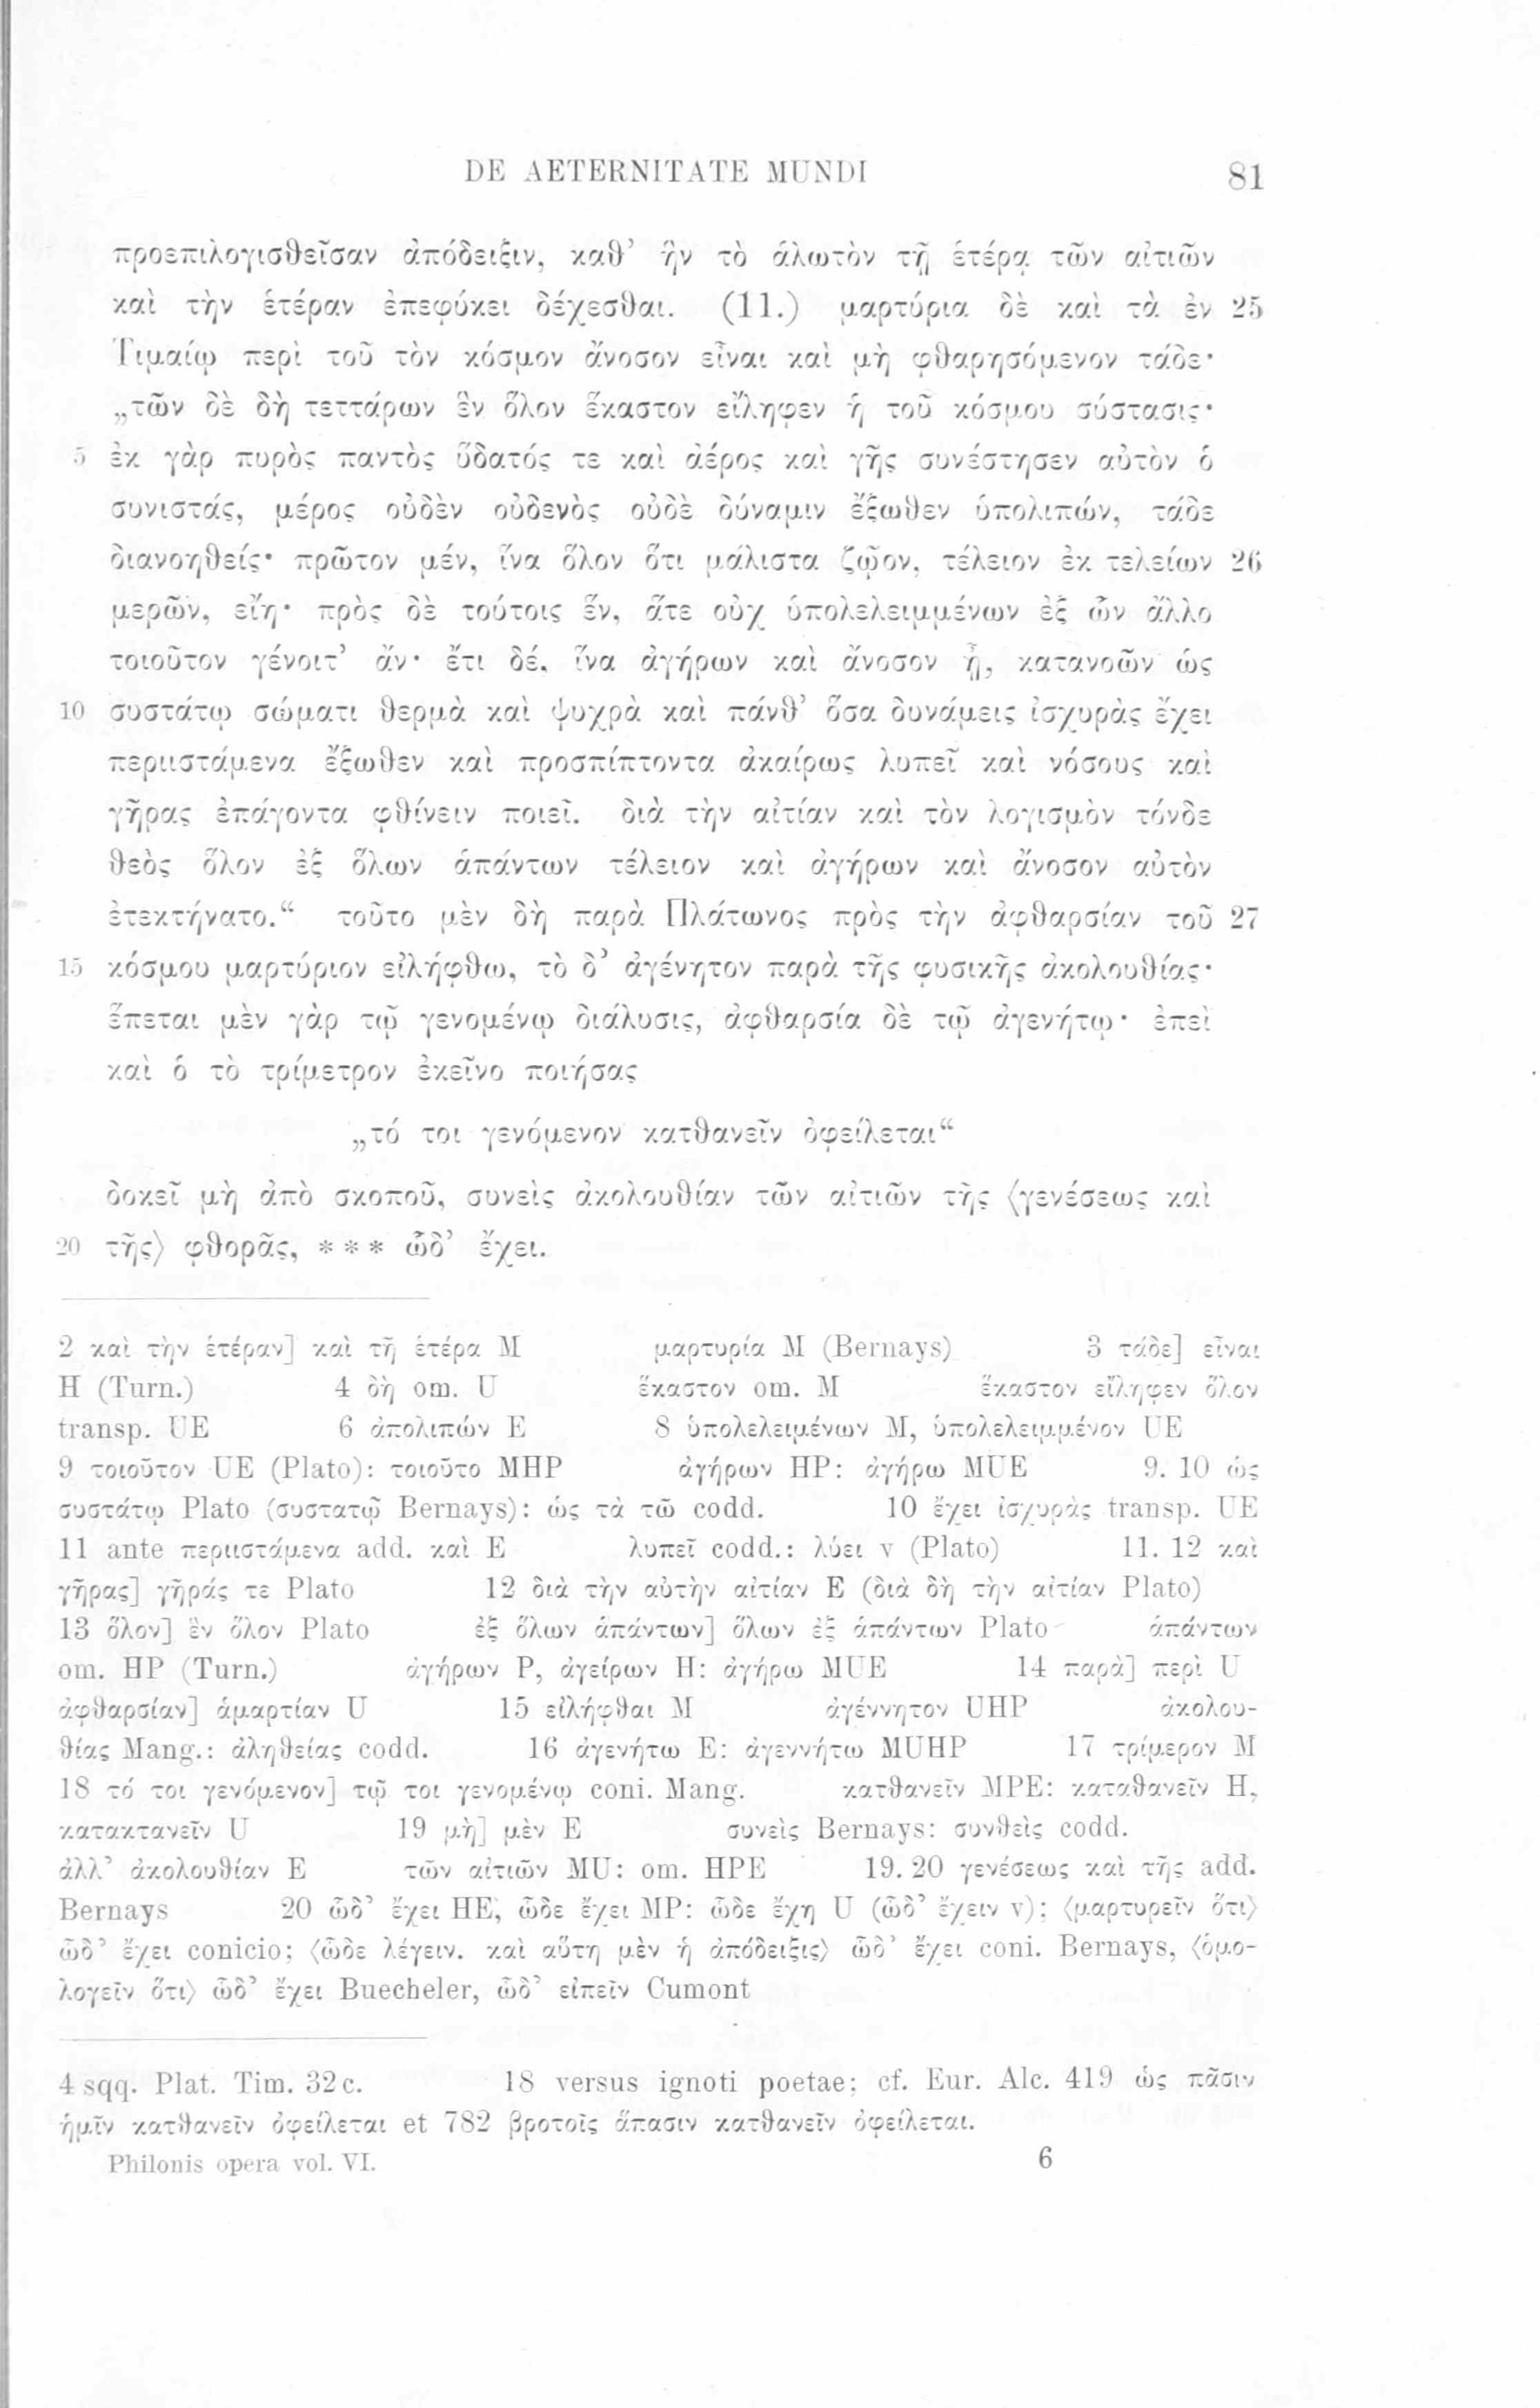 DE AETERNITATE MUNDI 81
προεπιλογισθεῖσαν ἀπόδειξιν, καθ’ ἣν τὸ ἁλωτὸν τῇ ἑτέρᾳ τῶν αἰτιῶν
καὶ τὴν ἑτέραν ἐπεφύκει δέχεσθαι. (11.) μαρτύρια δὲ καὶ τὰ ἐν 25
Τιμαίῳ περὶ τοῦ τὸν κόσμον ἄνοσον εἶναι καὶ μὴ φθαρησόμενον τάδε·
„τῶν δὲ δὴ τεττάρων ἓν ὅλον ἕκαστον εἴληφεν ἡ τοῦ κόσμου σύστασις·
5 ἐκ γὰρ πυρὸς παντὸς ὕδατός τε καὶ ἀέρος καὶ γῆς συνέστησεν αὐτὸν ὁ
συνιστάς, μέρος οὐδὲν οὐδενὸς οὐδὲ δύναμιν ἔξωθεν ὑπολιπών, τάδε
διανοηθείς· πρῶτον μέν, ἵνα ὅλον ὅτι μάλιστα ζῷον, τέλειον ἐκ τελείων 26
μερῶν, εἴη· πρὸς δὲ τούτοις ἕν, ἅτε οὐχ ὑπολελειμμένων ἐξ ὧν ἄλλο
τοιοῦτον γένοιτ’ ἄν· ἔτι δέ, ἵνα ἀγήρων καὶ ἄνοσον ᾖ, κατανοῶν ὡς
10 συστάτῳ σώματι θερμὰ καὶ ψυχρὰ καὶ πάνθ’ ὅσα δυνάμεις ἰσχυρὰς ἔχει
περιιστάμενα ἔξωθεν καὶ προσπίπτοντα ἀκαίρως λυπεῖ καὶ νόσους καὶ
γῆρας ἐπάγοντα φθίνειν ποιεῖ. διὰ τὴν αἰτίαν καὶ τὸν λογισμὸν τόνδε
θεὸς ὅλον ἐξ ὅλων ἁπάντων τέλειον καὶ ἀγήρων καὶ ἄνοσον αὐτὸν
ἐτεκτήνατο.“ τοῦτο μὲν δὴ παρὰ Πλάτωνος πρὸς τὴν ἀφθαρσίαν τοῦ 27
15 κόσμου μαρτύριον εἰλήφθω, τὸ δ’ ἀγένητον παρὰ τῆς φυσικῆς ἀκολουθίας·
ἕπεται μὲν γὰρ τῷ γενομένῳ διάλυσις, ἀφθαρσία δὲ τῷ ἀγενήτῳ· ἐπεὶ
καὶ ὁ τὸ τρίμετρον ἐκεῖνο ποιήσας
„τό τοι γενόμενον κατθανεῖν ὀφείλεται“
δοκεῖ μὴ ἀπὸ σκοποῦ, συνεὶς ἀκολουθίαν τῶν αἰτιῶν τῆς ⟨γενέσεως καὶ
20 τῆς⟩ φθορᾶς, * * * ὧδ’ ἔχει.
2 καὶ τὴν ἑτέραν] καὶ τῇ ἑτέρα M μαρτυρία M (Bernays) 3 τάδε] εἶναι
H (Turn.) 4 δὴ om. U ἕκαστον om. M ἕκαστον εἴληφεν ὅλον
transp. UE 6 ἀπολιπών E 8 ὑπολελειμένων M, ὑπολελειμμένον UE
9 τοιοῦτον UE (Plato): τοιοῦτο MHP ἀγήρων HP: ἀγήρω MUE 9. 10 ὡς
συστάτῳ Plato (συστατῷ Bernays): ὡς τὰ τῶ codd. 10 ἔχει ἰσχυρὰς transp. UE
11 ante περιιστάμενα add. καὶ E λυπεῖ codd.: λύει v (Plato) 11. 12 καὶ
γῆρας] γῆράς τε Plato 12 διὰ τὴν αὐτὴν αἰτίαν E (διὰ δὴ τὴν αἰτίαν Plato)
13 ὅλον] ἓν ὅλον Plato ἐξ ὅλων ἁπάντων] ὅλων ἐξ ἁπάντων Plato ἁπάντων
om. HP (Turn.) ἀγήρων P, ἀγείρων H: ἀγήρω MUE 14 παρὰ] περὶ U
ἀφθαρσίαν] ἁμαρτίαν U 15 εἰλήφθαι M ἀγέννητον UHP ἀκολου-
θίας Mang.: ἀληθείας codd. 16 ἀγενήτω E: ἀγεννήτω MUHP 17 τρίμερον M
18 τό τοι γενόμενον] τῷ τοι γενομένῳ coni. Mang. κατθανεῖν MPE: καταθανεῖν H,
κατακτανεῖν U 19 μὴ] μὲν E συνεὶς Bernays: συνθεὶς codd.
ἀλλ’ ἀκολουθίαν E τῶν αἰτιῶν MU: om. HPE 19. 20 γενέσεως καὶ τῆς add.
Bernays 20 ὧδ’ ἔχει HE, ὧδε ἔχει MP: ὧδε ἔχῃ U (ὧδ’ ἔχειν v); ⟨μαρτυρεῖν ὅτι⟩
ὧδ’ ἔχει conicio; ⟨ὧδε λέγειν. καὶ αὕτη μὲν ἡ ἀπόδειξις⟩ ὧδ’ ἔχει coni. Bernays, ⟨ὁμο-
λογεῖν ὅτι⟩ ὧδ’ ἔχει Buecheler, ὧδ’ εἰπεῖν Cumont
4 sqq. Plat. Tim. 32 c. 18 versus ignoti poetae; cf. Eur. Alc. 419 ὡς πᾶσιν
ἡμῖν κατθανεῖν ὀφείλεται et 782 βροτοῖς ἅπασιν κατθανεῖν ὀφείλεται.
Philonis opera vol. VI. 6